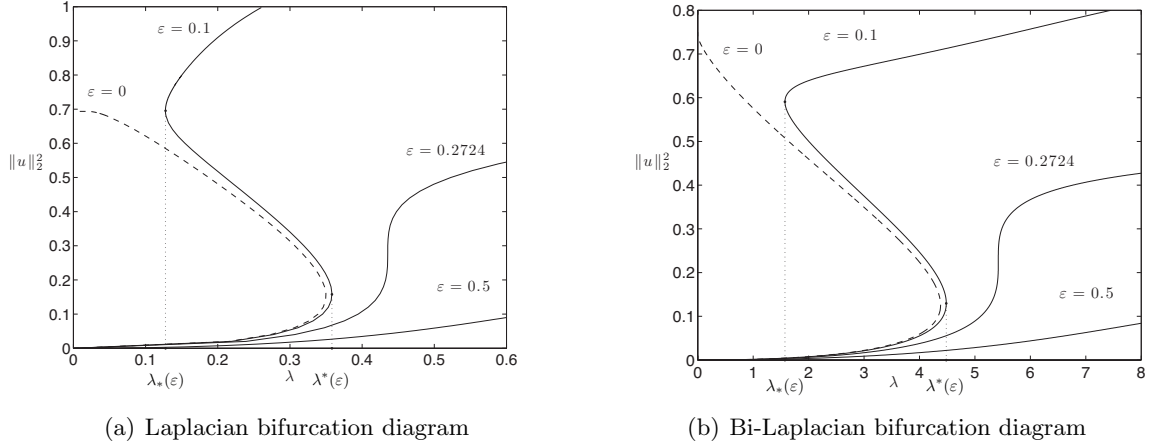 1
0.9
0.8
0.7
0.6
0.5
0.4
0.3
0.2
0.1
0
‖u‖₂²
ε = 0.1
ε = 0
ε = 0.2724
ε = 0.5
0 0.1 0.2 0.3 0.4 0.5 0.6
λ∗(ε) λ λ*(ε)
(a) Laplacian bifurcation diagram
0.8
0.7
0.6
0.5
0.4
0.3
0.2
0.1
0
‖u‖₂²
ε = 0.1
ε = 0
ε = 0.2724
ε = 0.5
0 1 2 3 4 5 6 7 8
λ∗(ε) λ λ*(ε)
(b) Bi-Laplacian bifurcation diagram